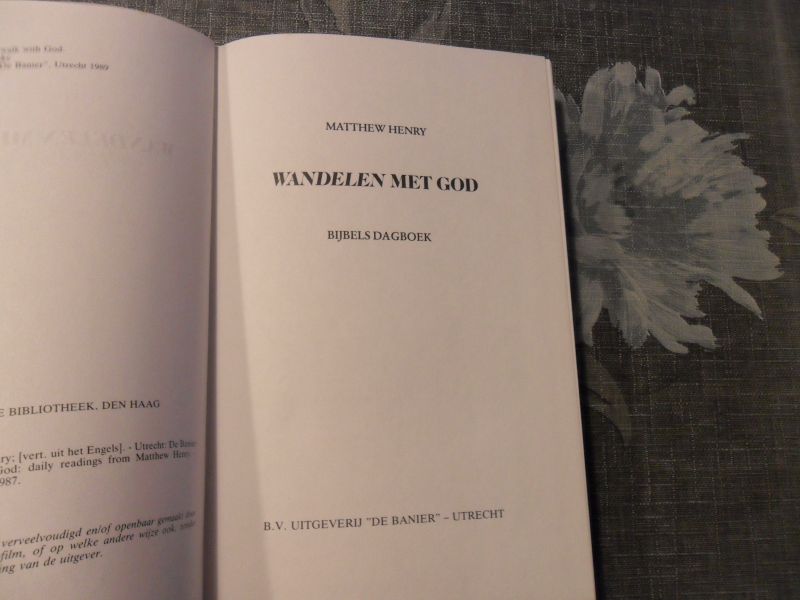 walk with God.
De Banier", Utrecht 1989
E BIBLIOTHEEK, DEN HAAG
ry; [vert. uit het Engels]. - Utrecht: De Banier
God: daily readings from Matthew Henry. -
987.
verveelvoudigd en/of openbaar gemaakt door
film, of op welke andere wijze ook, zonder
ing van de uitgever.
MATTHEW HENRY
WANDELEN MET GOD
BIJBELS DAGBOEK
B.V. UITGEVERIJ "DE BANIER" – UTRECHT